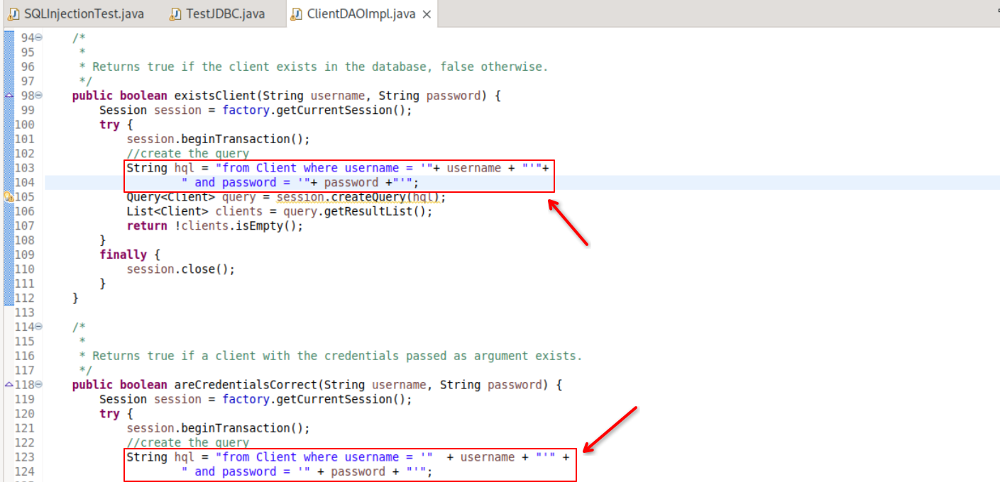 SQLInjectionTest.java TestJDBC.java ClientDAOImpl.java
94 /*
95 *
96 * Returns true if the client exists in the database, false otherwise.
97 */
98 public boolean existsClient(String username, String password) {
99 Session session = factory.getCurrentSession();
100 try {
101 session.beginTransaction();
102 //create the query
103 String hql = "from Client where username = '"+ username + "'"+
104 " and password = '"+ password +"'";
105 Query<Client> query = session.createQuery(hql);
106 List<Client> clients = query.getResultList();
107 return !clients.isEmpty();
108 }
109 finally {
110 session.close();
111 }
112 }
113
114 /*
115 *
116 * Returns true if a client with the credentials passed as argument exists.
117 */
118 public boolean areCredentialsCorrect(String username, String password) {
119 Session session = factory.getCurrentSession();
120 try {
121 session.beginTransaction();
122 //create the query
123 String hql = "from Client where username = '" + username + "'" +
124 " and password = '" + password + "'";